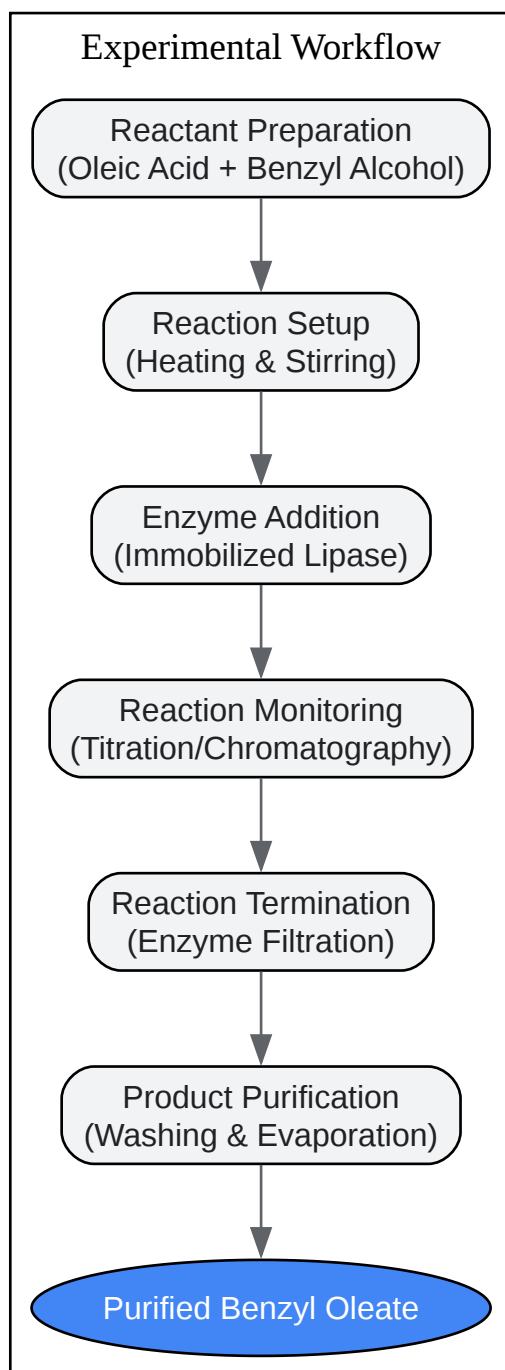 Experimental Workflow
Reactant Preparation
(Oleic Acid + Benzyl Alcohol)
Reaction Setup
(Heating & Stirring)
Enzyme Addition
(Immobilized Lipase)
Reaction Monitoring
(Titration/Chromatography)
Reaction Termination
(Enzyme Filtration)
Product Purification
(Washing & Evaporation)
Purified Benzyl Oleate